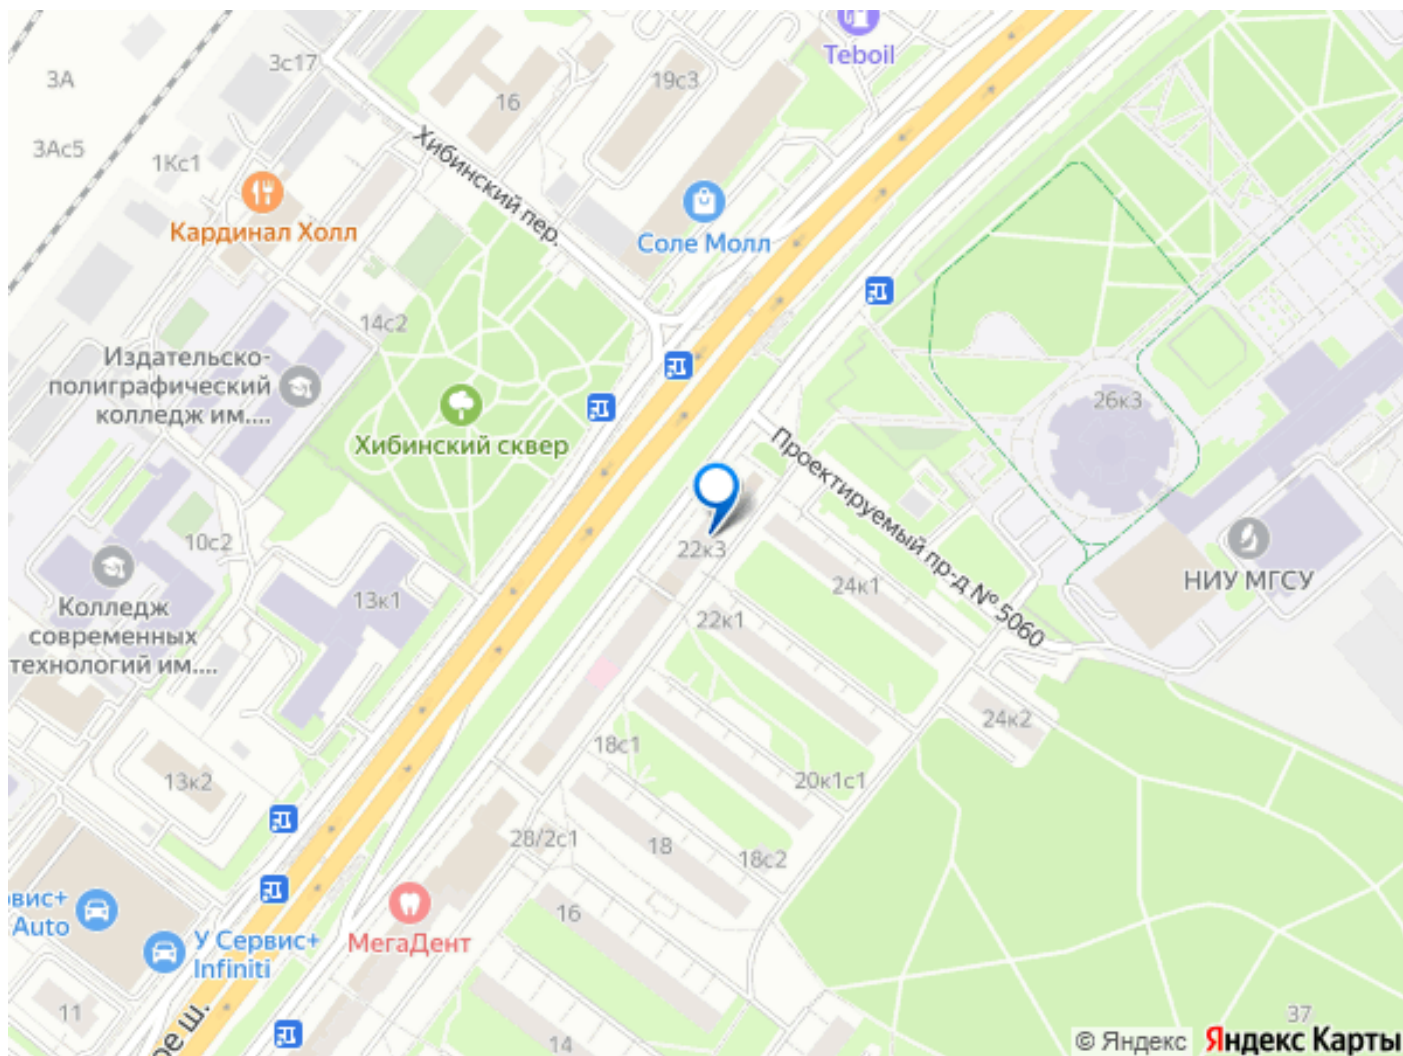 Teboil
3с17
3А
16
19с3
3Ас5
1Кс1
Хибинский пер.
Кардинал Холл
Соле Молл
14с2
Издательско-
полиграфический
колледж им....
26к3
Хибинский сквер
Проектируемый пр-д № 5060
10с2
22к3
НИУ МГСУ
24к1
Колледж
современных
технологий им....
13к1
22к1
24к2
18с1
13к2
20к1с1
28/2с1
18
18с2
рвис+
Auto
16
У Сервис+
Infiniti
МегаДент
11
ое ш.
14
37
© Яндекс Яндекс Карты